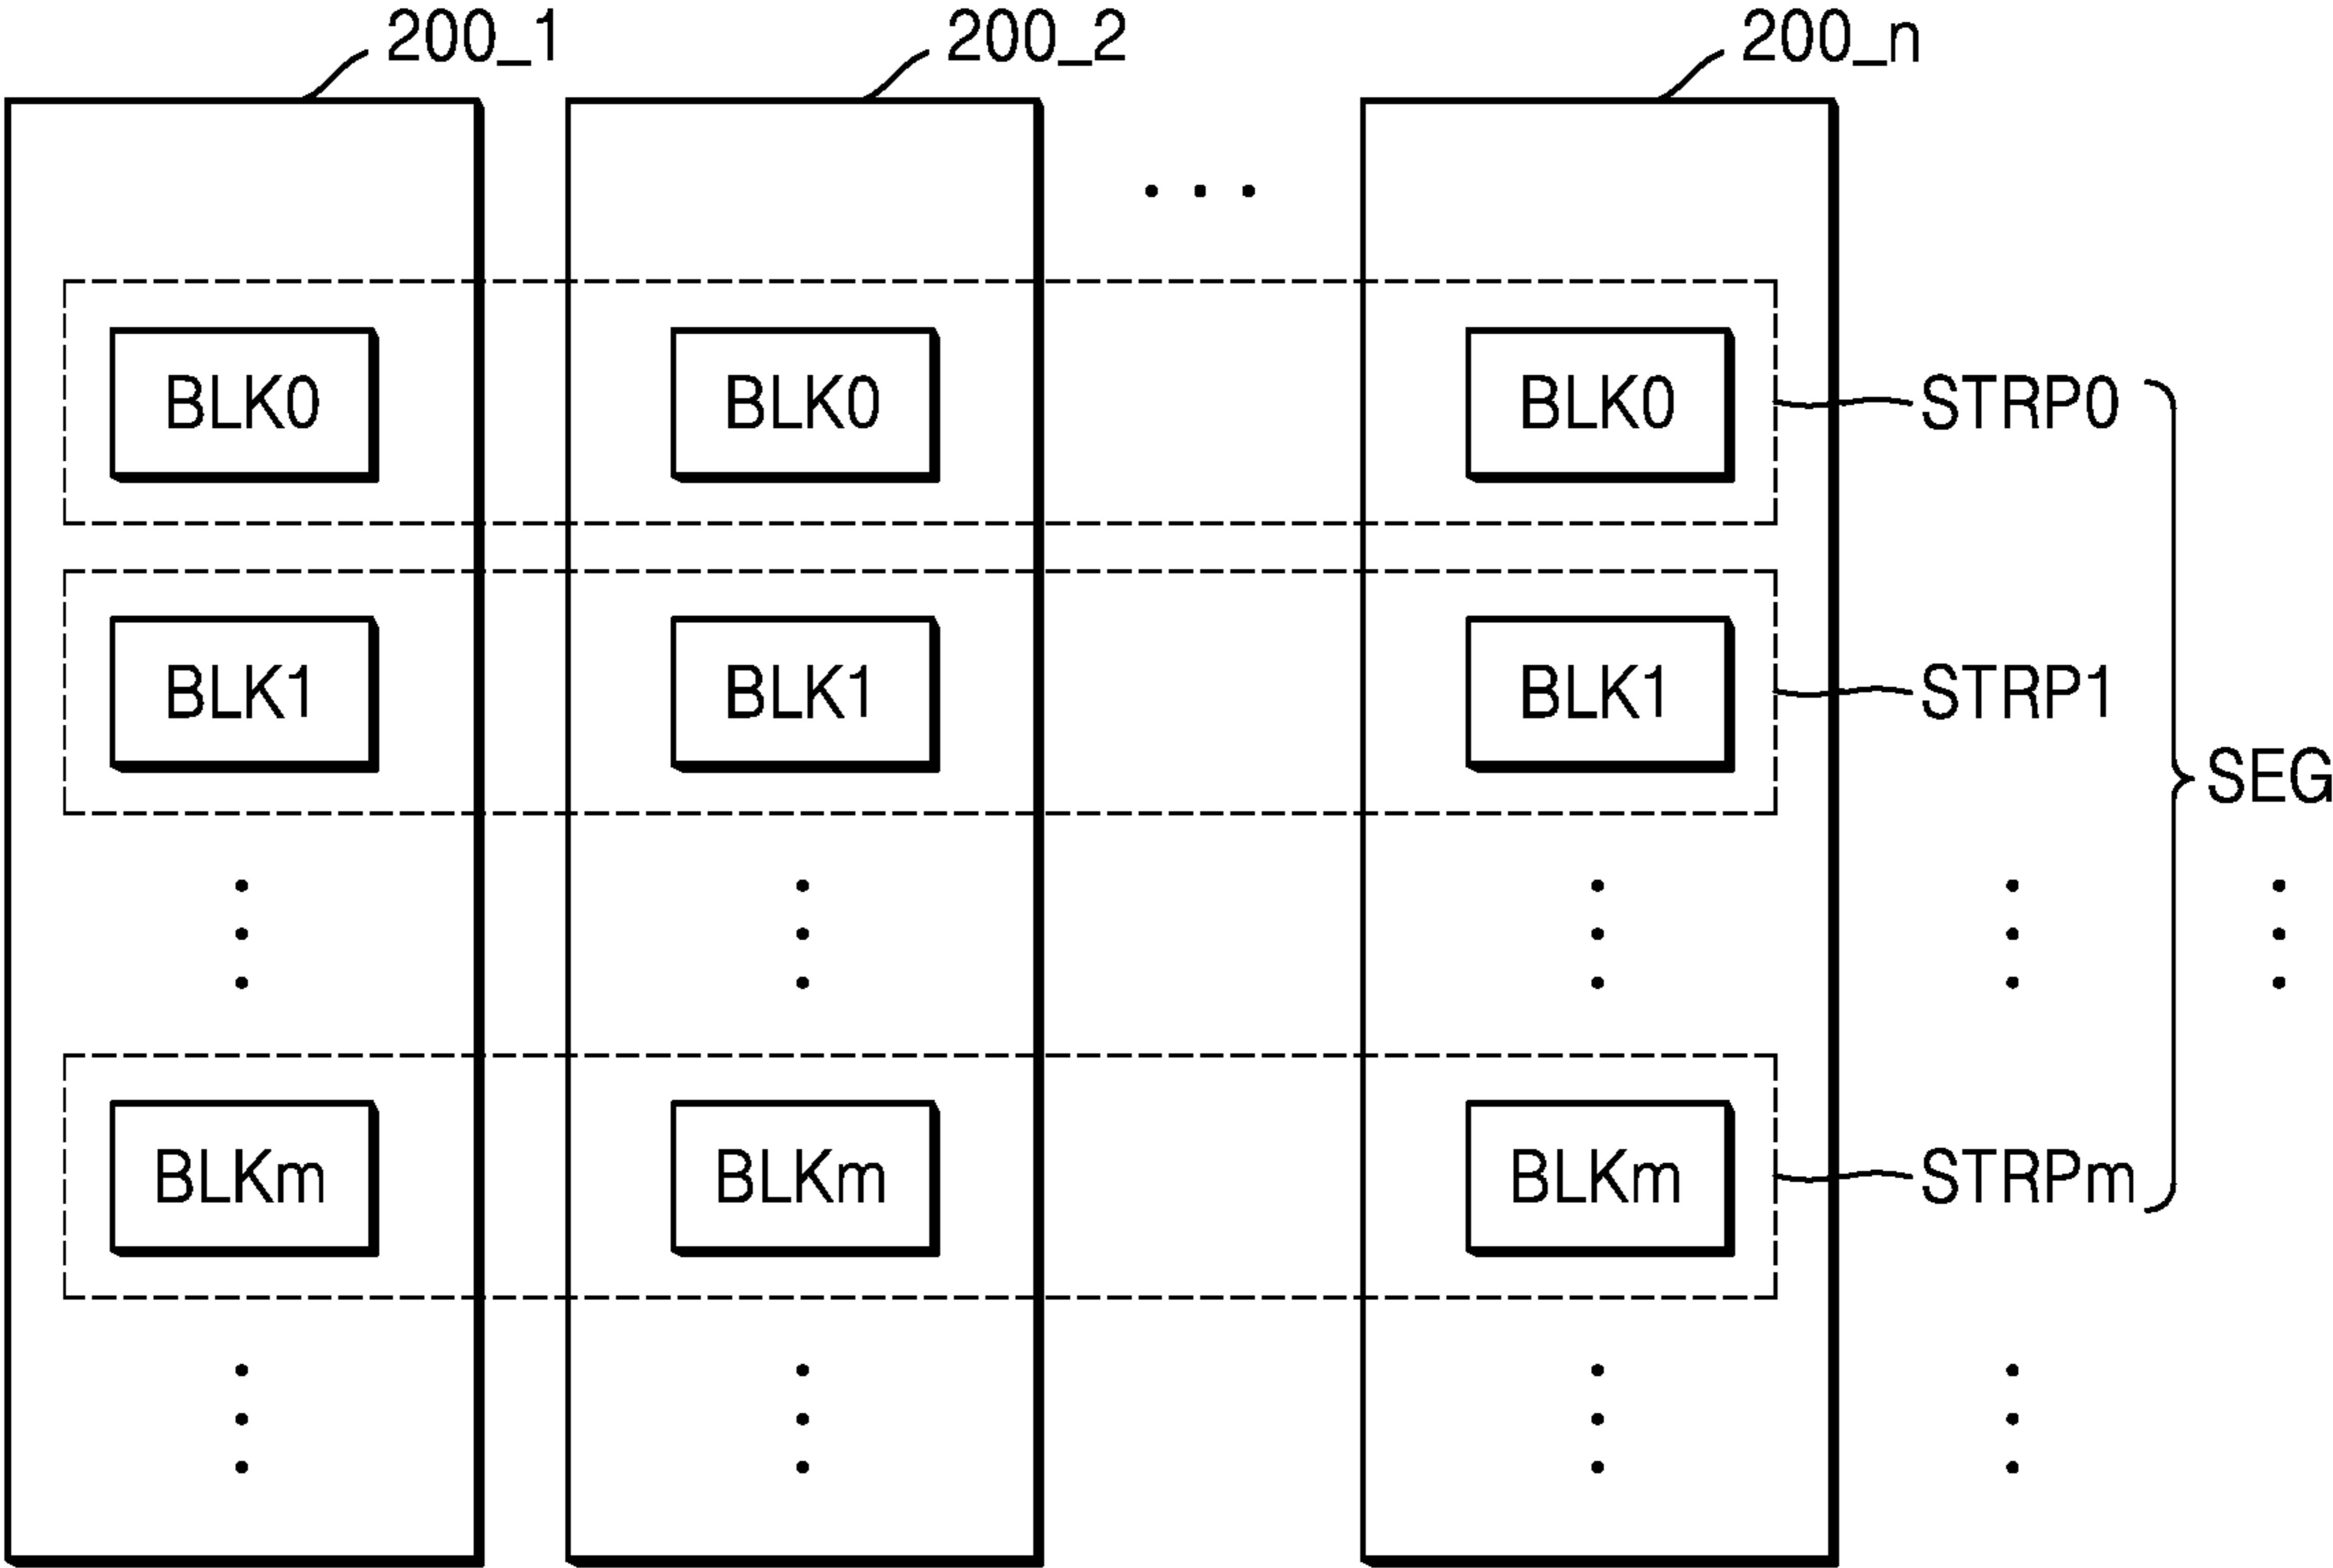 200_1 200_2 200_n
BLK0 BLK0 BLK0 STRP0
BLK1 BLK1 BLK1 STRP1
SEG
BLKm BLKm BLKm STRPm